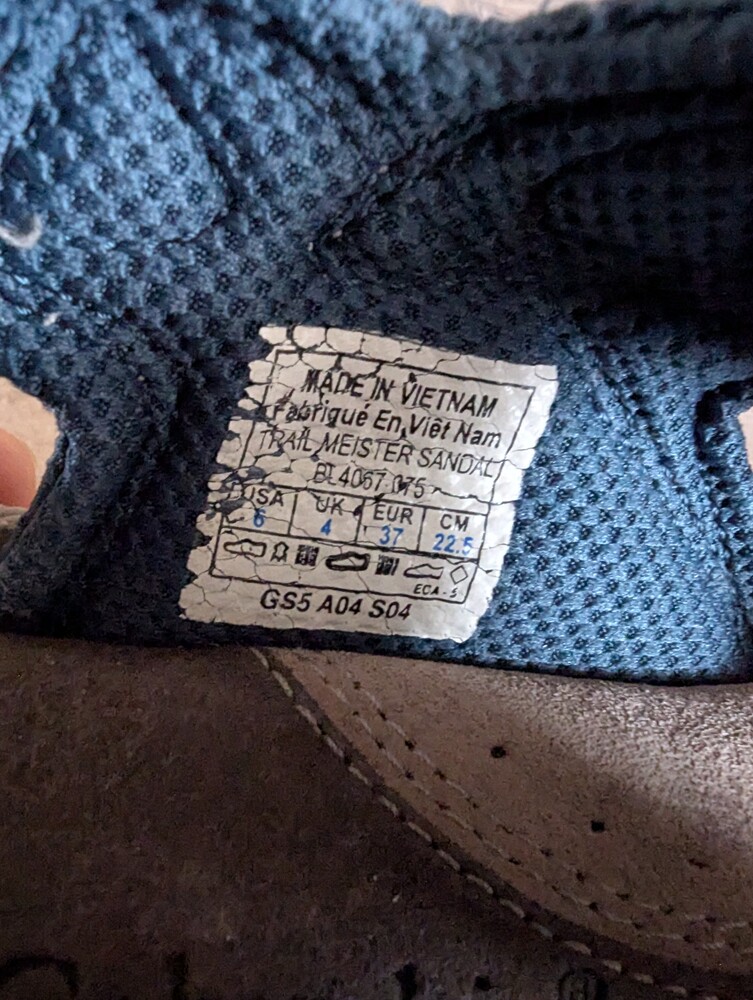 MADE IN VIETNAM
Fabriqué En Viêt Nam
TRAIL MEISTER SANDAL
BL4067 075
USA UK EUR CM
6 4 37 22.5
ECA-S
GS5 A04 S04